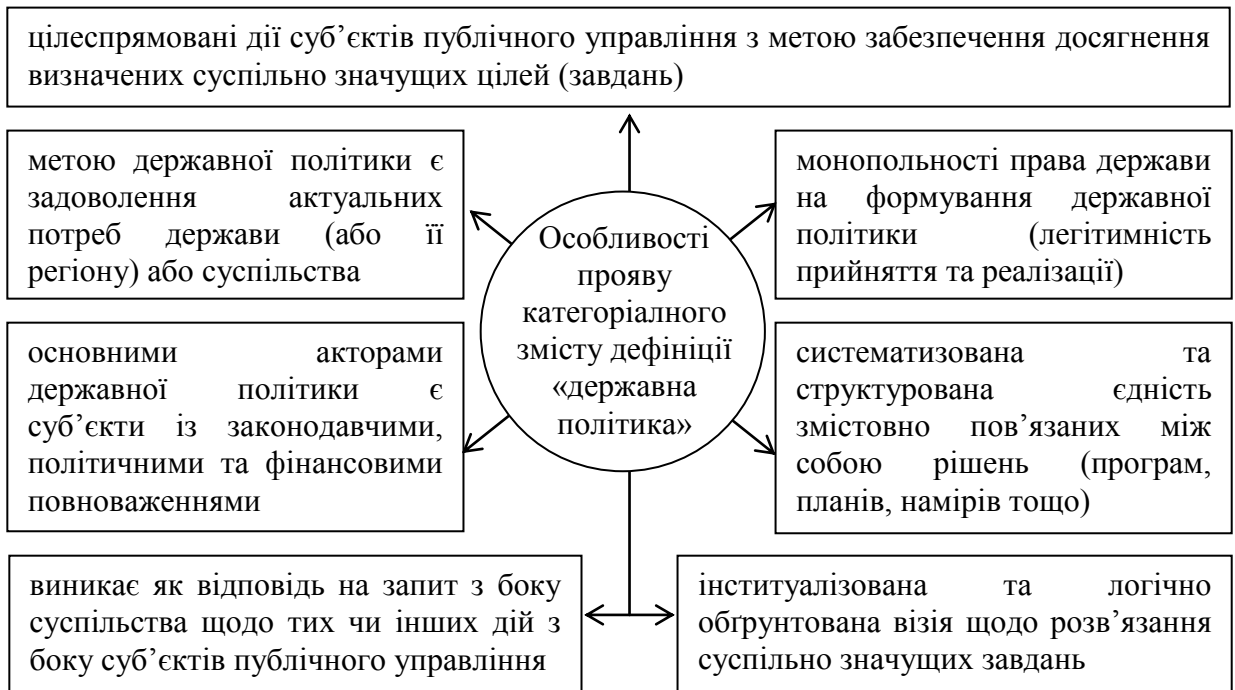 цілеспрямовані дії суб’єктів публічного управління з метою забезпечення досягнення
визначених суспільно значущих цілей (завдань)
метою державної політики є
задоволення актуальних
потреб держави (або її
регіону) або суспільства
монопольності права держави
на формування державної
політики (легітимність
прийняття та реалізації)
Особливості
прояву
категоріалного
змісту дефініції
«державна
політика»
основними акторами
державної політики є
суб’єкти із законодавчими,
політичними та фінансовими
повноваженнями
систематизована та
структурована єдність
змістовно пов’язаних між
собою рішень (програм,
планів, намірів тощо)
виникає як відповідь на запит з боку
суспільства щодо тих чи інших дій з
боку суб’єктів публічного управління
інституалізована та логічно
обґрунтована візія щодо розв’язання
суспільно значущих завдань